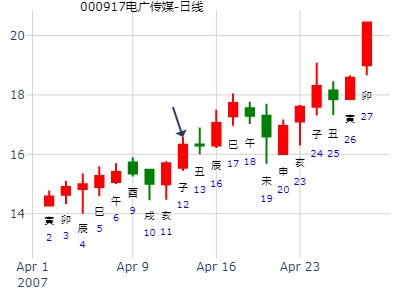 000917电广传媒-日线
20
18
16
14
寅
2
卯
3
辰
4
巳
5
午
6
酉
9
戌
10
亥
11
子
12
丑
13
辰
16
巳
17
午
18
未
19
申
20
亥
23
子
24
丑
25
寅
26
卯
27
Apr 1
2007
Apr 9
Apr 16
Apr 23